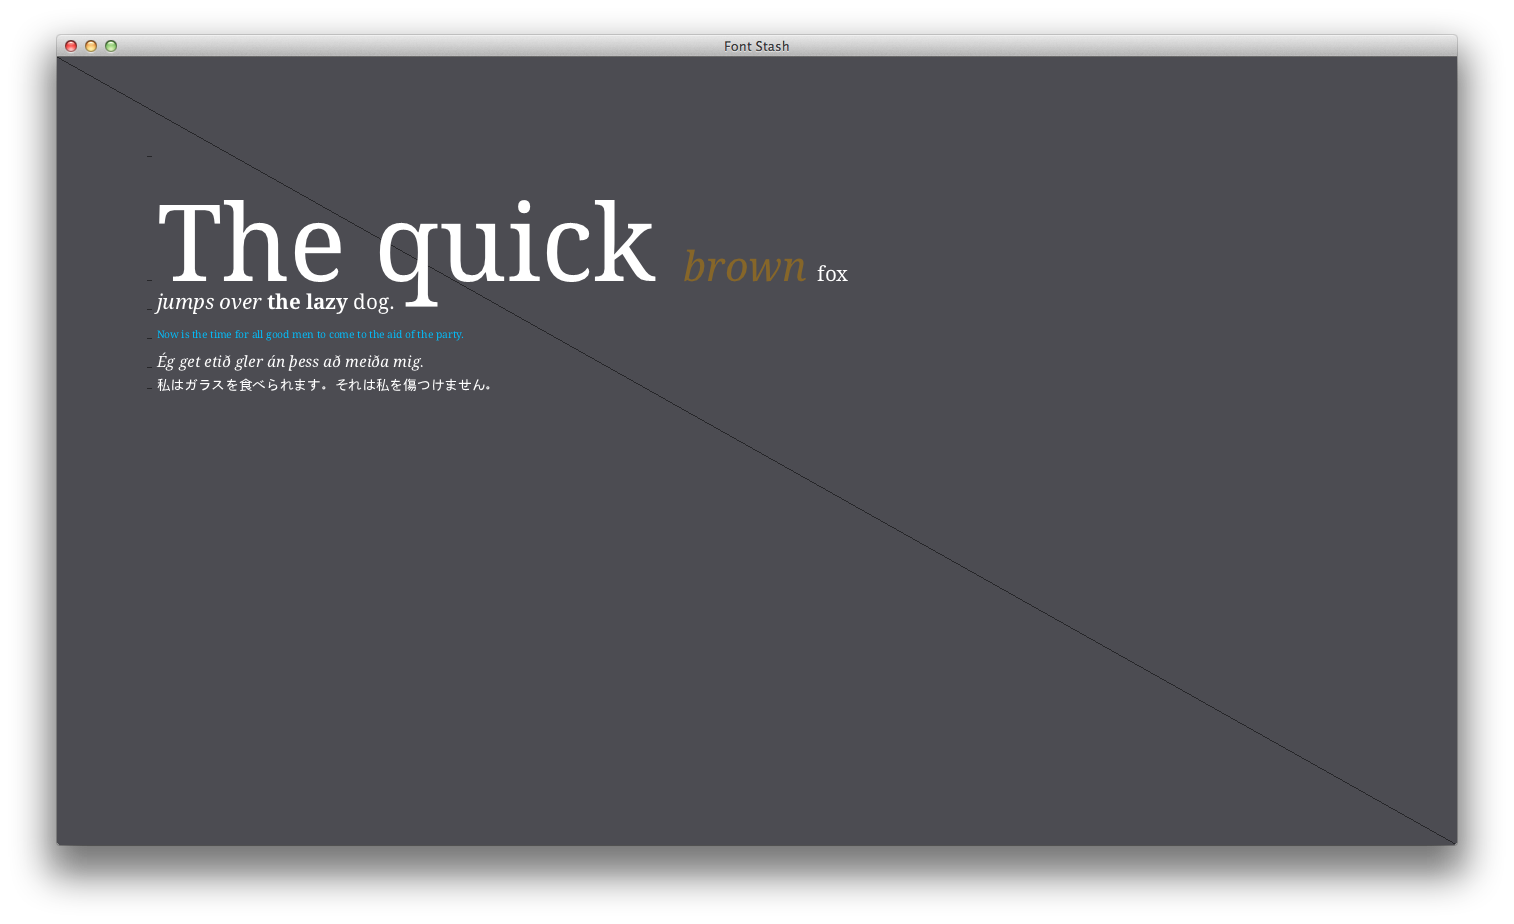 Font Stash
The quick brown fox
jumps over the lazy dog.
Now is the time for all good men to come to the aid of the party.
Ég get etið gler án þess að meiða mig.
私はガラスを食べられます。それは私を傷つけません。